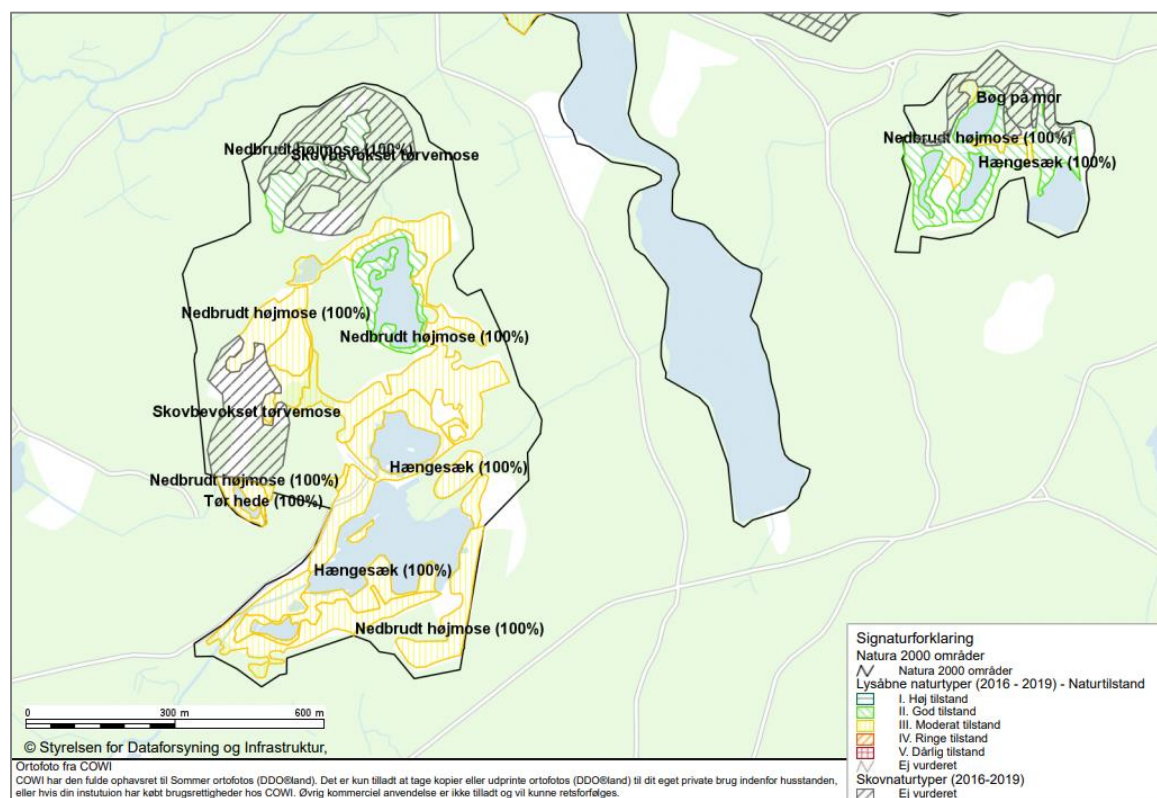 Bøg på mor
Nedbrudt højmose (100%)
Hængesæk (100%)
Nedbrudt højmose (100%)
Skovbevokset tørvemose
Nedbrudt højmose (100%)
Nedbrudt højmose (100%)
Skovbevokset tørvemose
Hængesæk (100%)
Nedbrudt højmose (100%)
Tør hede (100%)
Hængesæk (100%)
Nedbrudt højmose (100%)
0 300 m 600 m
© Styrelsen for Dataforsyning og Infrastruktur,
Signaturforklaring
Natura 2000 områder
Natura 2000 områder
Lysåbne naturtyper (2016 - 2019) - Naturtilstand
I. Høj tilstand
II. God tilstand
III. Moderat tilstand
IV. Ringe tilstand
V. Dårlig tilstand
Ej vurderet
Skovnaturtyper (2016-2019)
Ej vurderet
Ortofoto fra COWI
COWI har den fulde ophavsret til Sommer ortofotos (DDO®land). Det er kun tilladt at tage kopier eller udprinte ortofotos (DDO®land) til dit eget private brug indenfor husstanden,
eller hvis din instutuion har købt brugsrettigheder hos COWI. Øvrig kommerciel anvendelse er ikke tilladt og vil kunne retsforfølges.